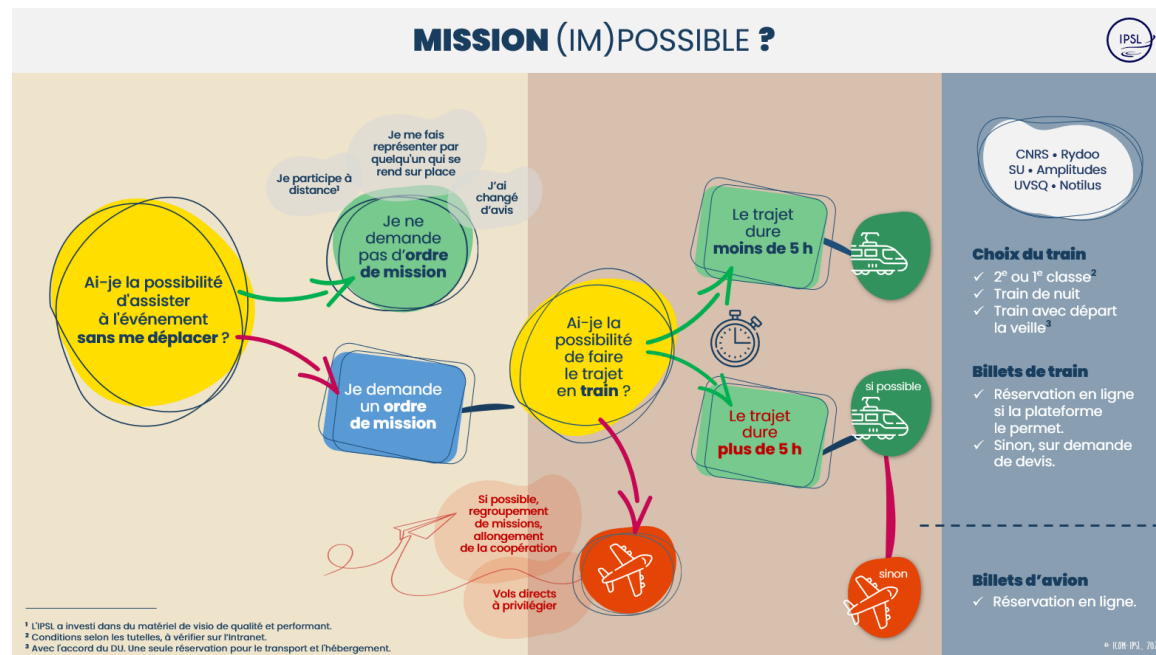 MISSION (IM)POSSIBLE ?
IPSL
Je me fais
représenter par
quelqu'un qui se
rend sur place
Je participe à
distance¹
J'ai
changé
d'avis
Je ne
demande
pas d'ordre
de mission
Ai-je la possibilité
d'assister
à l'événement
sans me déplacer ?
Je demande
un ordre
de mission
Ai-je la
possibilité
de faire
le trajet
en train ?
Le trajet
dure
moins de 5 h
Le trajet
dure
plus de 5 h
si possible
sinon
Si possible,
regroupement
de missions,
allongement
de la coopération
Vols directs
à privilégier
CNRS • Rydoo
SU • Amplitudes
UVSQ • Notilus
Choix du train
✓ 2e ou 1e classe²
✓ Train de nuit
✓ Train avec départ
la veille³
Billets de train
✓ Réservation en ligne
si la plateforme
le permet.
✓ Sinon, sur demande
de devis.
Billets d'avion
✓ Réservation en ligne.
¹ L'IPSL a investi dans du matériel de visio de qualité et performant.
² Conditions selon les tutelles, à vérifier sur l'Intranet.
³ Avec l'accord du DU. Une seule réservation pour le transport et l'hébergement.
© ICOM-IPSL,